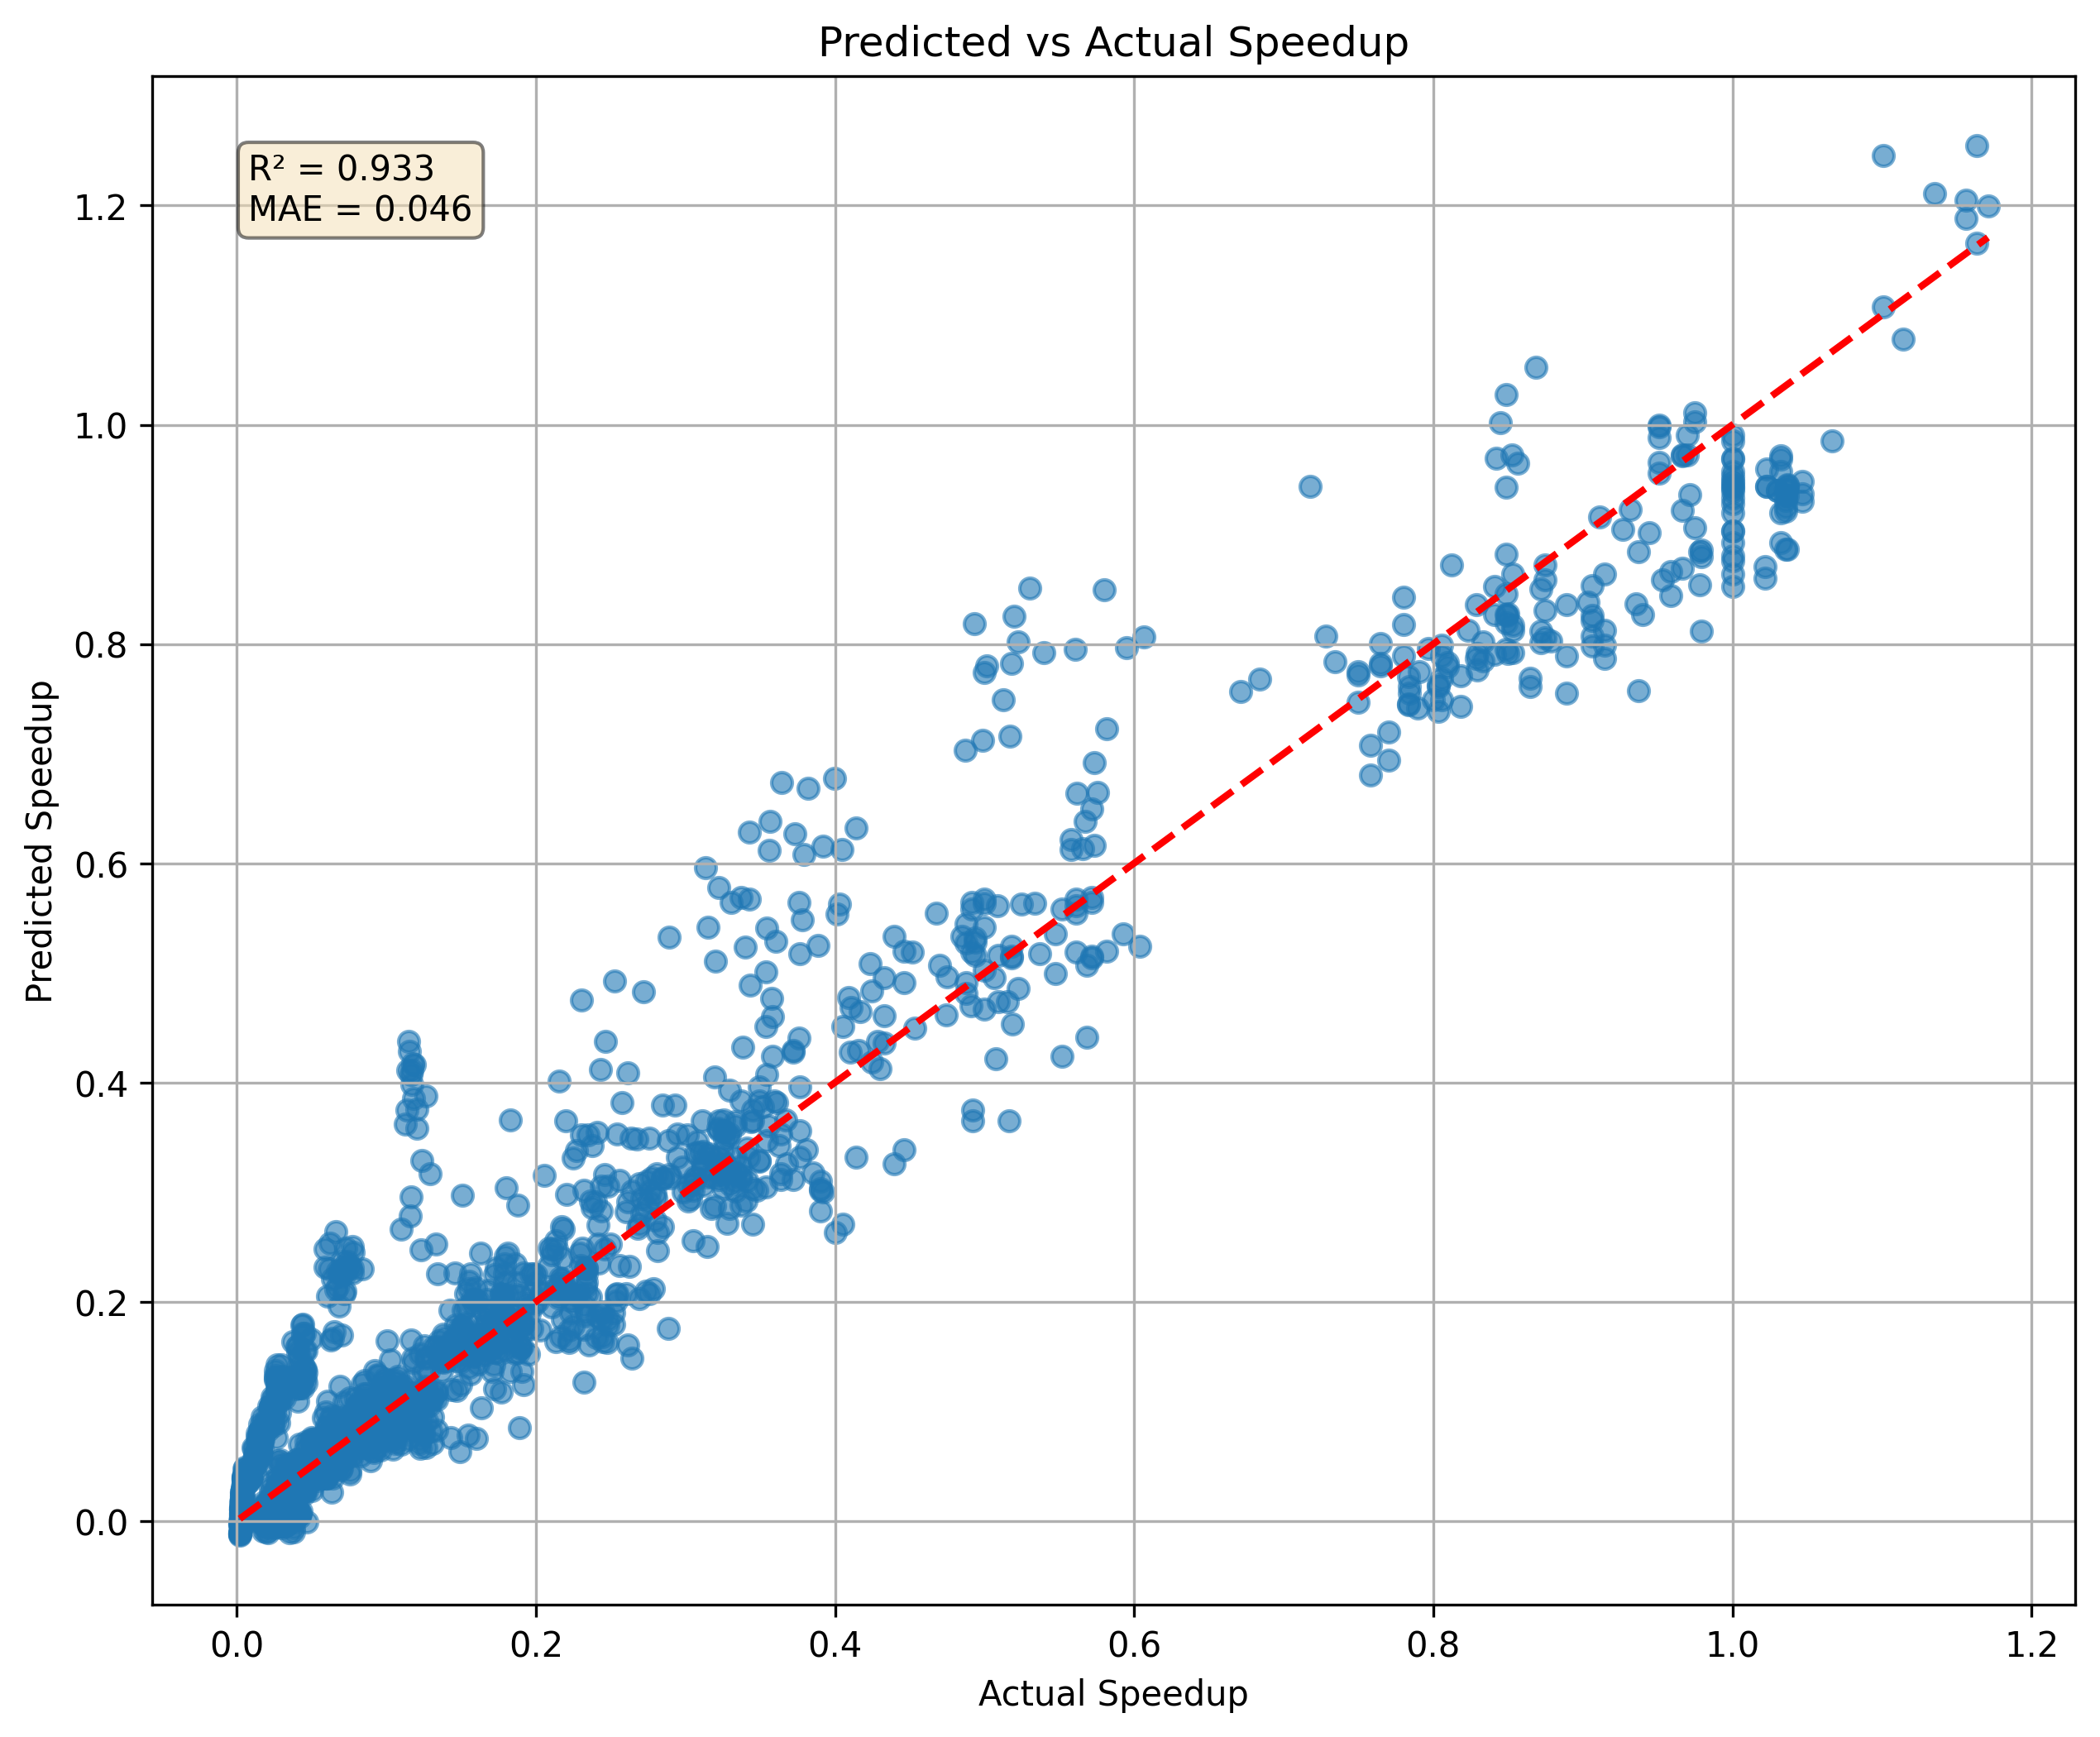 Predicted vs Actual Speedup
R² = 0.933
MAE = 0.046
1.2
1.0
0.8
0.6
0.4
0.2
0.0
Predicted Speedup
0.0 0.2 0.4 0.6 0.8 1.0 1.2
Actual Speedup